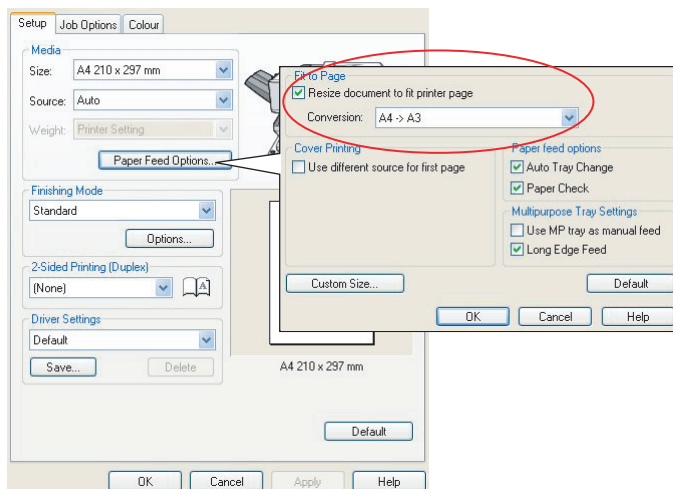 Setup
Job Options
Colour
Media
Size:
A4 210 x 297 mm
Source:
Auto
Weight:
Printer Setting
Paper Feed Options...
Finishing Mode
Standard
Options...
2-Sided Printing (Duplex)
(None)
A
Driver Settings
Default
Save...
Delete
A4 210 x 297 mm
Default
OK
Cancel
Apply
Help
Fit to Page
Resize document to fit printer page
Conversion:
A4 -> A3
Cover Printing
Use different source for first page
Paper feed options
Auto Tray Change
Paper Check
Multipurpose Tray Settings
Use MP tray as manual feed
Long Edge Feed
Custom Size...
Default
OK
Cancel
Help